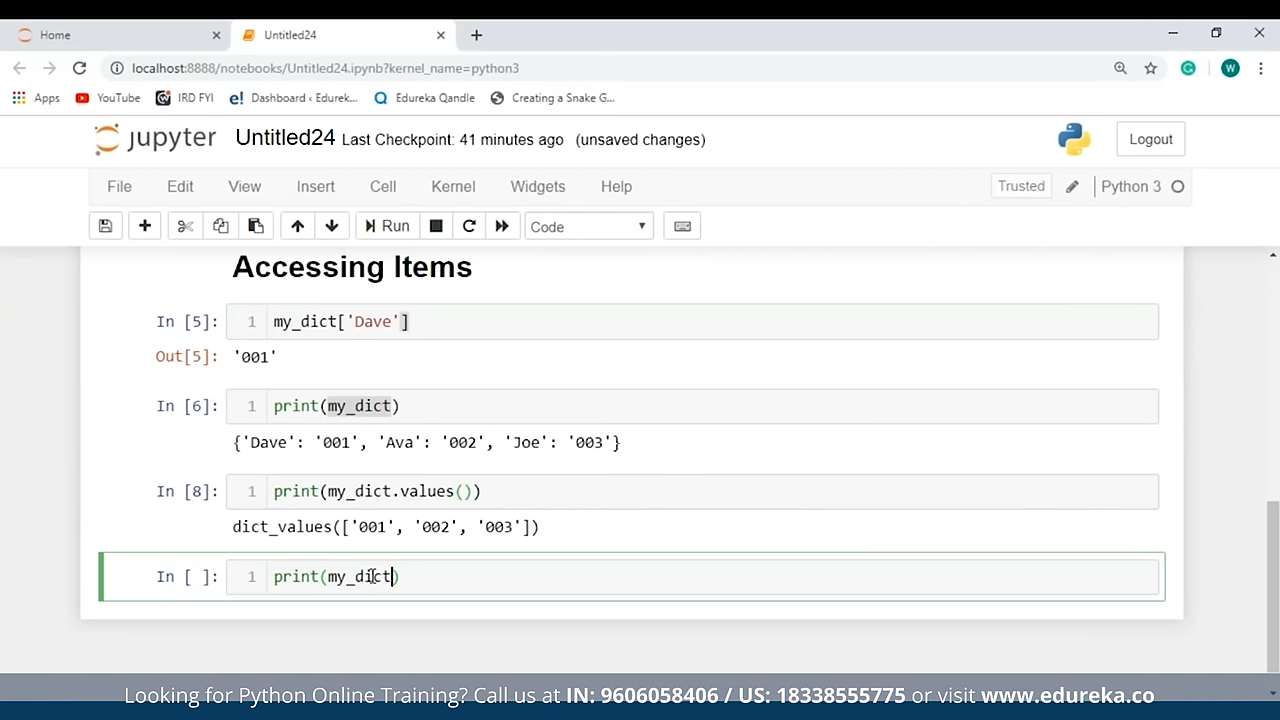 Home
Untitled24
localhost:8888/notebooks/Untitled24.ipynb?kernel_name=python3
W
Apps YouTube IRD FYI Dashboard ‹ Edurek... Edureka Qandle Creating a Snake G...
jupyter Untitled24 Last Checkpoint: 41 minutes ago (unsaved changes) Logout
File Edit View Insert Cell Kernel Widgets Help Trusted Python 3
Run Code
Accessing Items
In [5]: 1 my_dict['Dave']
Out[5]: '001'
In [6]: 1 print(my_dict)
{'Dave': '001', 'Ava': '002', 'Joe': '003'}
In [8]: 1 print(my_dict.values())
dict_values(['001', '002', '003'])
In [ ]: 1 print(my_dict)
Looking for Python Online Training? Call us at IN: 9606058406 / US: 18338555775 or visit www.edureka.co